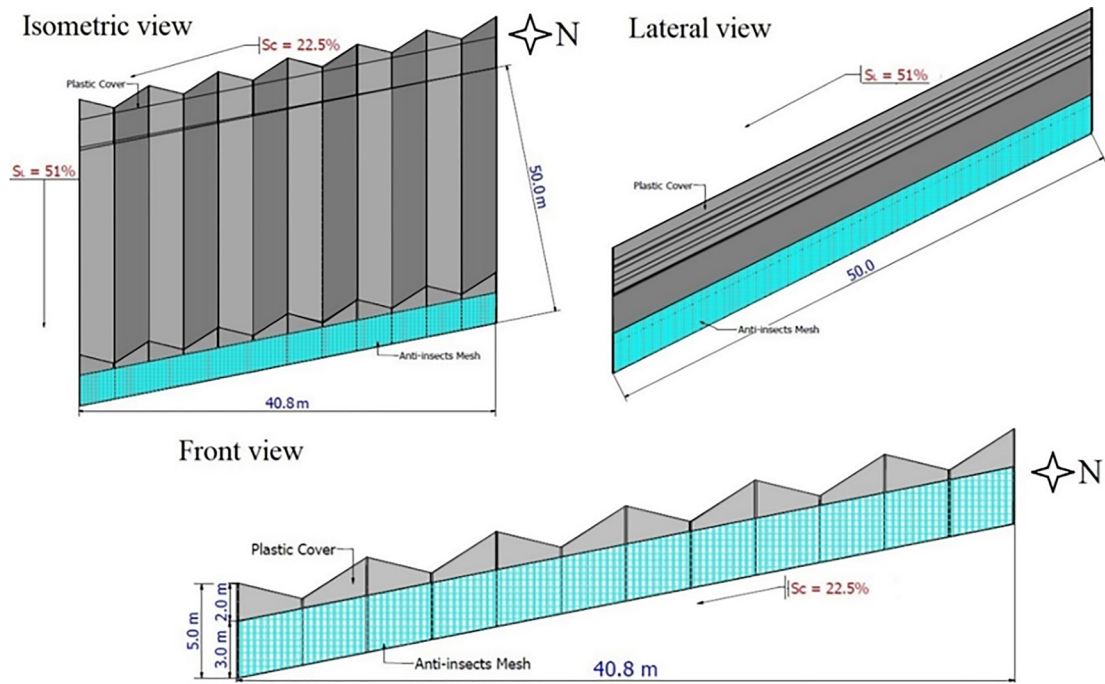 Isometric view
Sc = 22.5%
N
Plastic Cover
SL = 51%
50.0 m
Anti-insects Mesh
40.8 m
Lateral view
SL = 51%
Plastic Cover
50.0
Anti-insects Mesh
Front view
N
Plastic Cover
5.0 m
2.0 m
3.0 m
Sc = 22.5%
Anti-insects Mesh
40.8 m